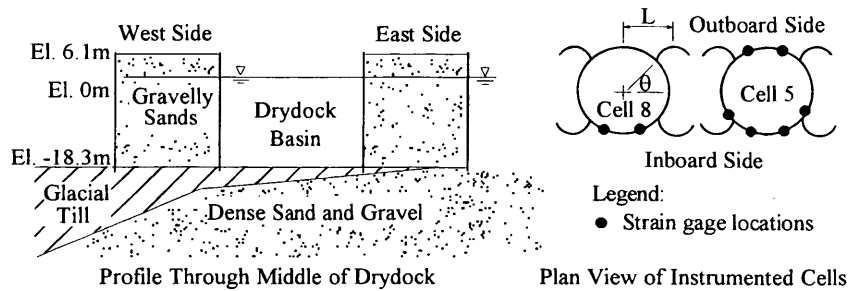 West Side
East Side
El. 6.1m
El. 0m
Gravelly
Sands
Drydock
Basin
El. -18.3m
Glacial
Till
Dense Sand and Gravel
Profile Through Middle of Drydock
L
Outboard Side
θ
Cell 8
Cell 5
Inboard Side
Legend:
Strain gage locations
Plan View of Instrumented Cells